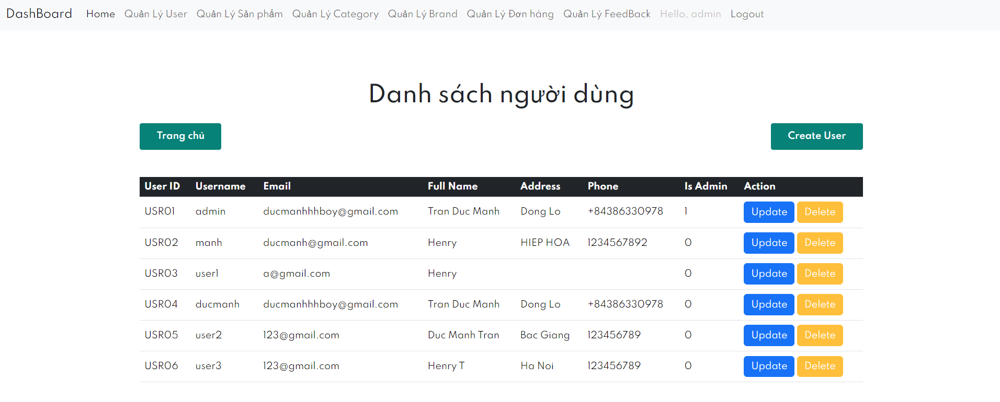 DashBoard Home Quản Lý User Quản Lý Sản phẩm Quản Lý Category Quản Lý Brand Quản Lý Đơn hàng Quản Lý FeedBack Hello, admin Logout
Danh sách người dùng
Trang chủ Create User
User ID Username Email Full Name Address Phone Is Admin Action
USR01 admin ducmanhhhboy@gmail.com Tran Duc Manh Dong Lo +84386330978 1 Update Delete
USR02 manh ducmanh@gmail.com Henry HIEP HOA 1234567892 0 Update Delete
USR03 user1 a@gmail.com Henry 0 Update Delete
USR04 ducmanh ducmanhhhboy@gmail.com Tran Duc Manh Dong Lo +84386330978 0 Update Delete
USR05 user2 123@gmail.com Duc Manh Tran Bac Giang 123456789 0 Update Delete
USR06 user3 123@gmail.com Henry T Ha Noi 123456789 0 Update Delete